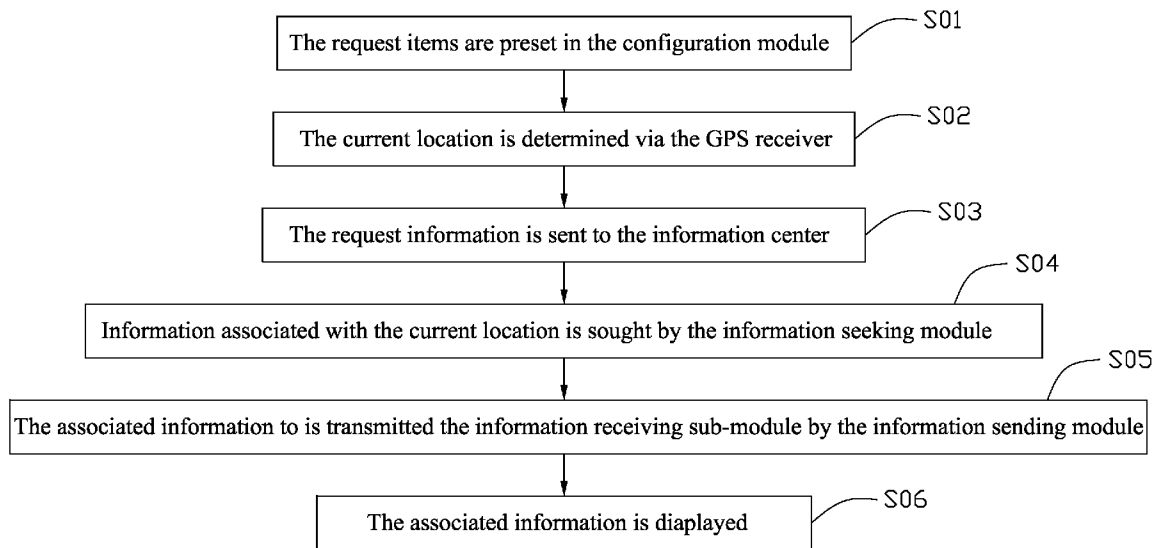 S01
The request items are preset in the configuration module
S02
The current location is determined via the GPS receiver
S03
The request information is sent to the information center
S04
Information associated with the current location is sought by the information seeking module
S05
The associated information to is transmitted the information receiving sub-module by the information sending module
S06
The associated information is diaplayed